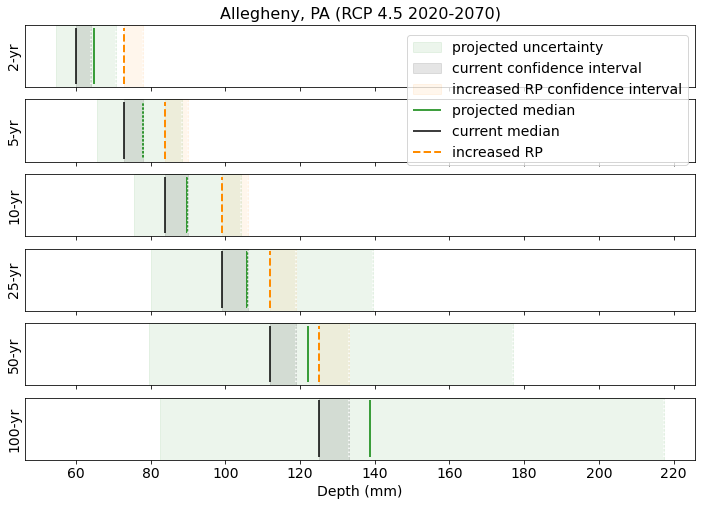 Allegheny, PA (RCP 4.5 2020-2070)
2-yr
projected uncertainty
current confidence interval
increased RP confidence interval
projected median
current median
increased RP
5-yr
10-yr
25-yr
50-yr
100-yr
60 80 100 120 140 160 180 200 220
Depth (mm)